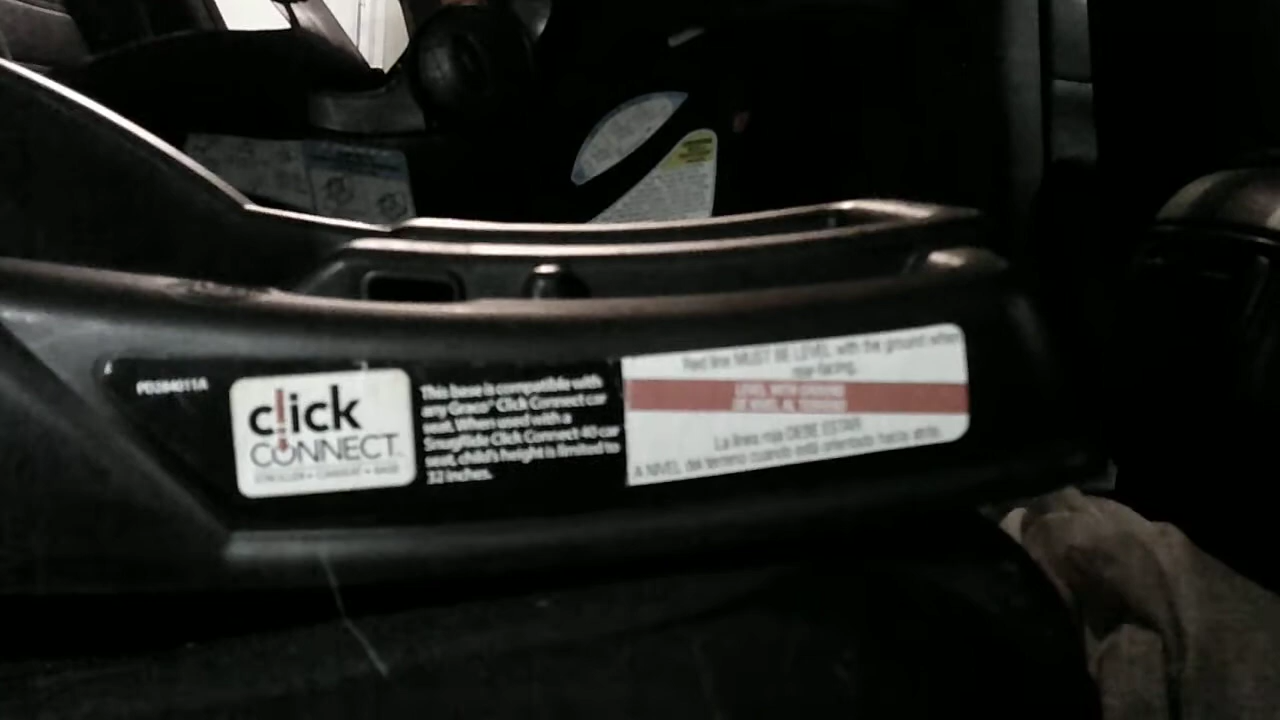 PD284011A
click
CONNECT
This base is compatible with
any Graco® Click Connect car
seat. When used with a
SnugRide Click Connect 40 car
seat, child's height is limited to
32 inches.
Red line MUST BE LEVEL with the ground when
rear-facing.
LEVEL WITH GROUND
La línea roja DEBE ESTAR
A NIVEL del terreno cuando está orientado hacia atrás.